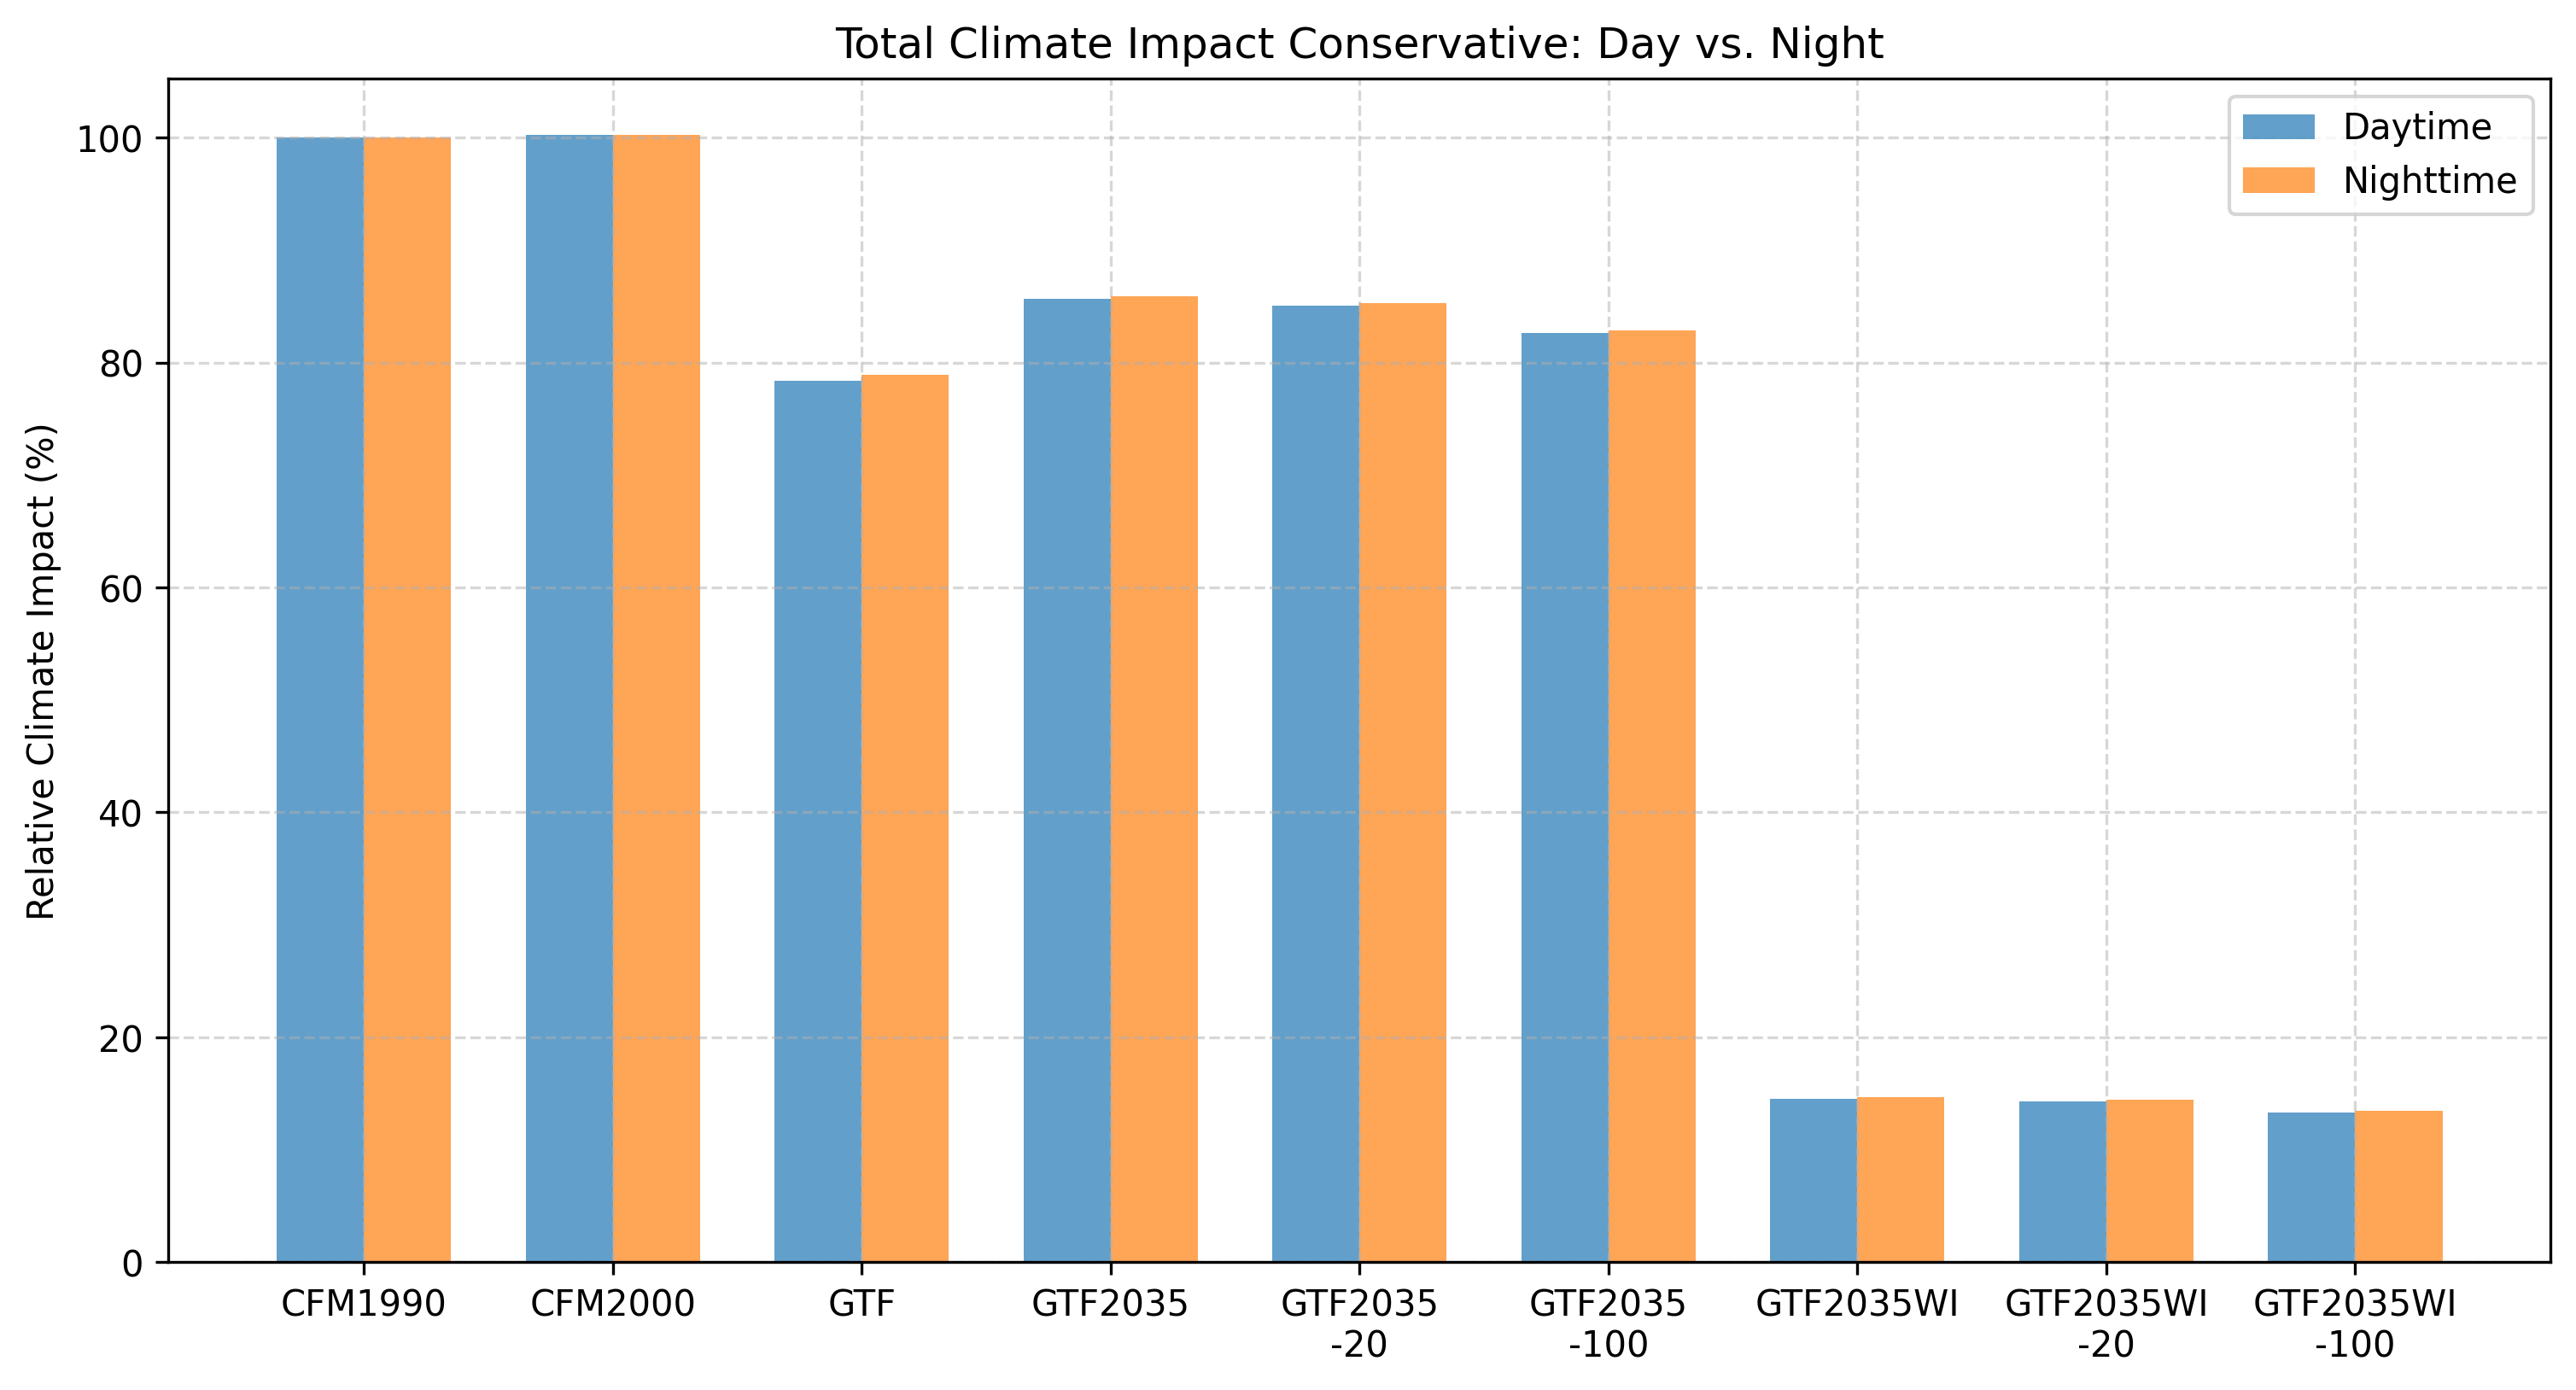 Total Climate Impact Conservative: Day vs. Night
Daytime
Nighttime
Relative Climate Impact (%)
100
80
60
40
20
0
CFM1990
CFM2000
GTF
GTF2035
GTF2035
-20
GTF2035
-100
GTF2035WI
GTF2035WI
-20
GTF2035WI
-100